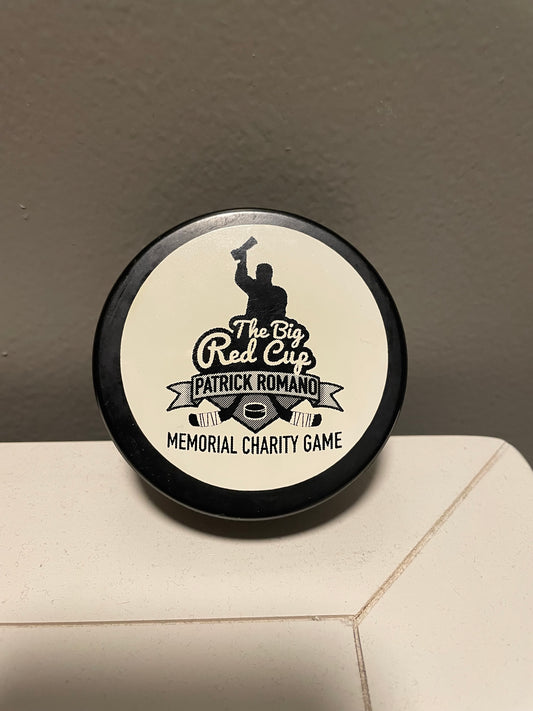 The Big
Red Cup
PATRICK ROMANO
MEMORIAL CHARITY GAME